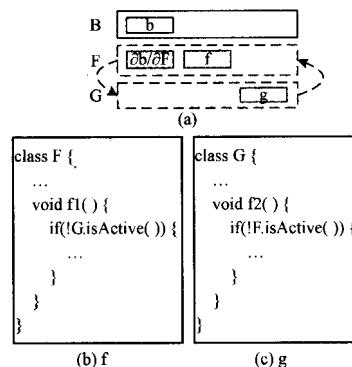 B b
F ∂b/∂F f
G g
(a)
class F {
...
void f1( ) {
if(!G.isActive( )) {
...
}
}
}
(b) f
class G {
...
void f2( ) {
if(!F.isActive( )) {
...
}
}
}
(c) g